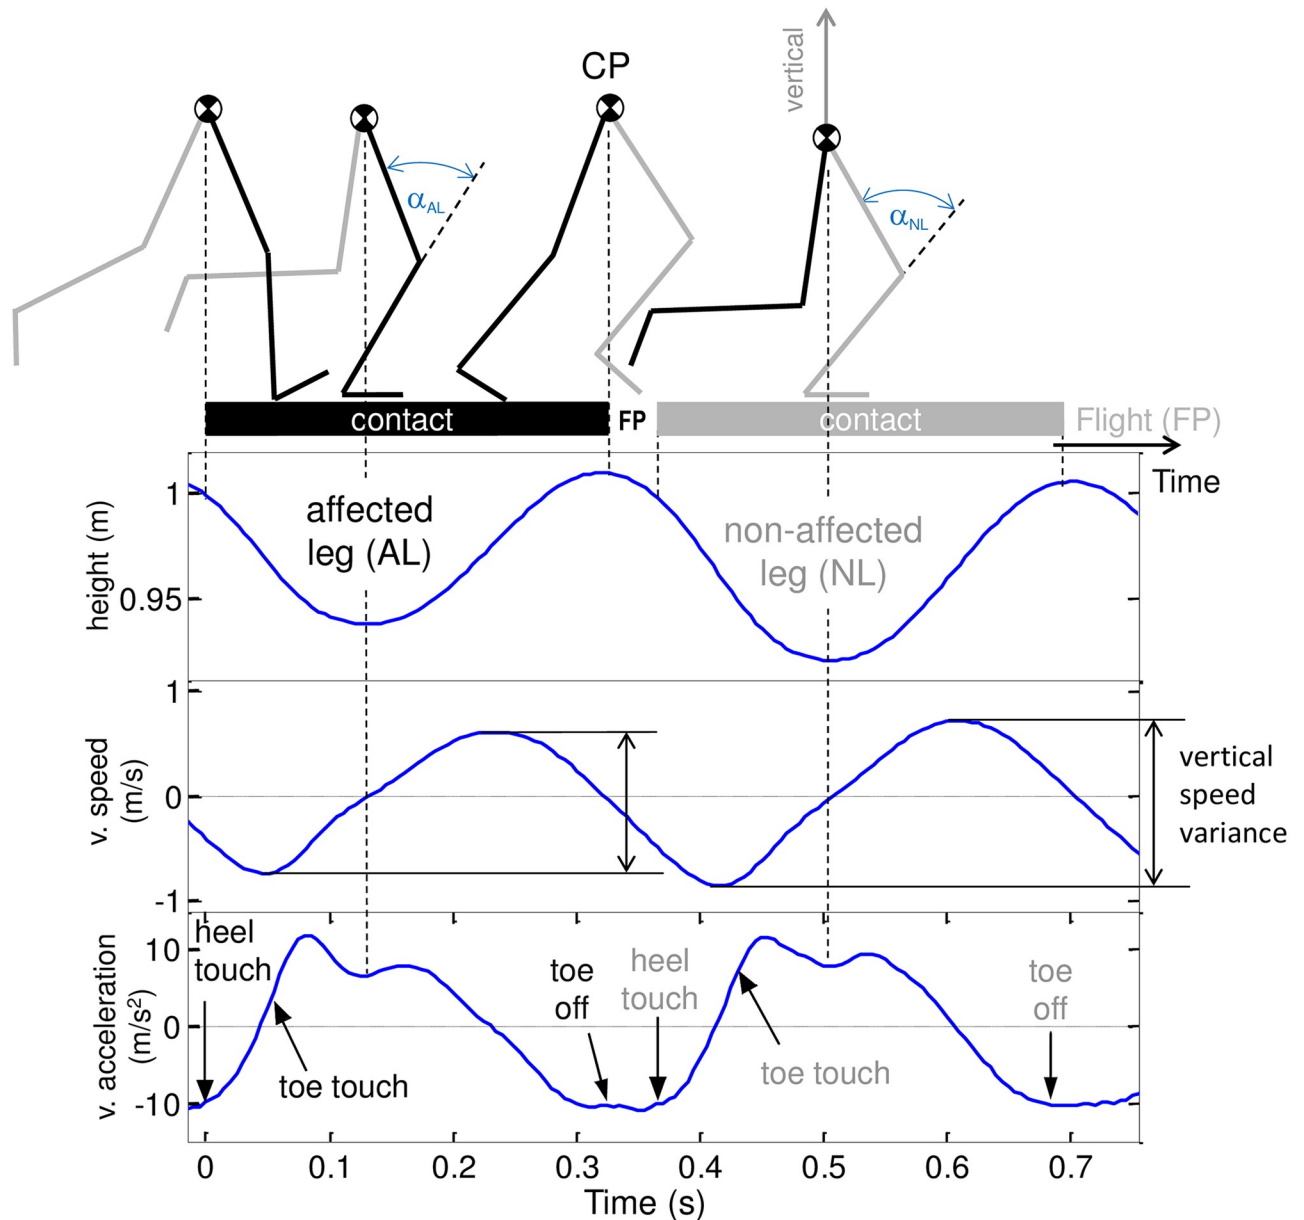 CP
vertical
αAL
αNL
contact
FP
contact
Flight (FP)
Time
affected
leg (AL)
non-affected
leg (NL)
height (m)
1
0.95
v. speed
(m/s)
1
0
-1
vertical
speed
variance
v. acceleration
(m/s²)
10
0
-10
heel
touch
toe touch
toe
off
heel
touch
toe touch
toe
off
0
0.1
0.2
0.3
0.4
0.5
0.6
0.7
Time (s)